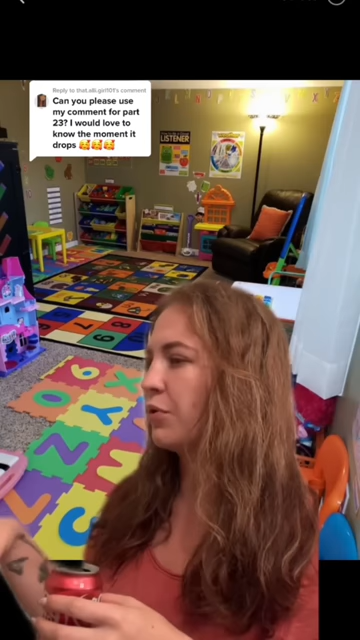 Reply to that.alli.girl101's comment
Can you please use
my comment for part
23? I would love to
know the moment it
drops 🥰🥰🥰
LISTENER